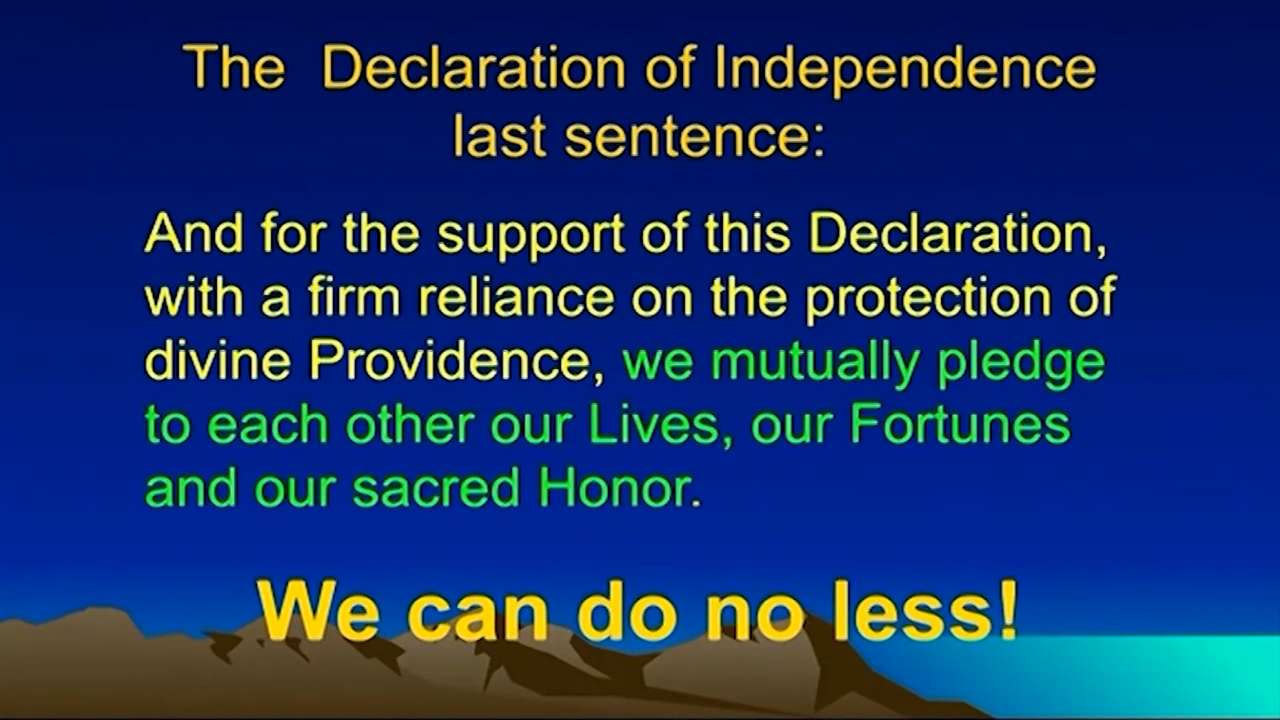 The Declaration of Independence
last sentence:
And for the support of this Declaration,
with a firm reliance on the protection of
divine Providence, we mutually pledge
to each other our Lives, our Fortunes
and our sacred Honor.
We can do no less!